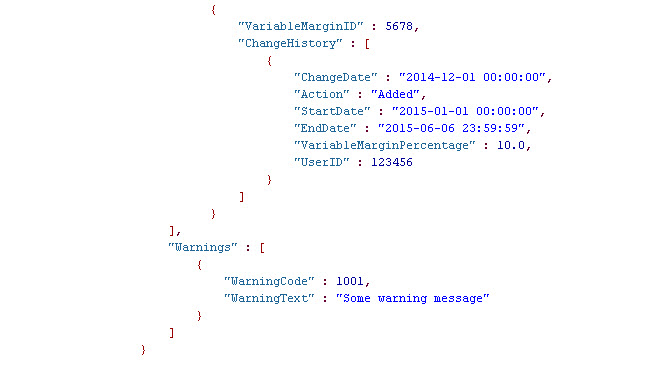 {
"VariableMarginID" : 5678,
"ChangeHistory" : [
{
"ChangeDate" : "2014-12-01 00:00:00",
"Action" : "Added",
"StartDate" : "2015-01-01 00:00:00",
"EndDate" : "2015-06-06 23:59:59",
"VariableMarginPercentage" : 10.0,
"UserID" : 123456
}
]
}
],
"Warnings" : [
{
"WarningCode" : 1001,
"WarningText" : "Some warning message"
}
]
}